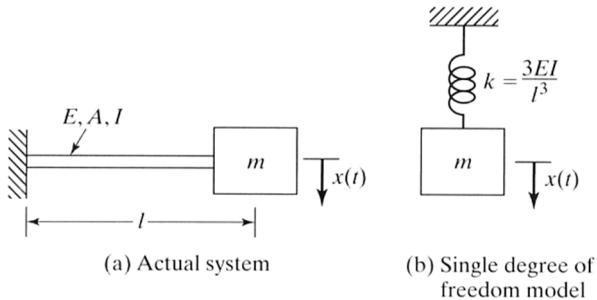 E, A, I
m
x(t)
l
(a) Actual system
k = 3EI/l³
m
x(t)
(b) Single degree of
freedom model